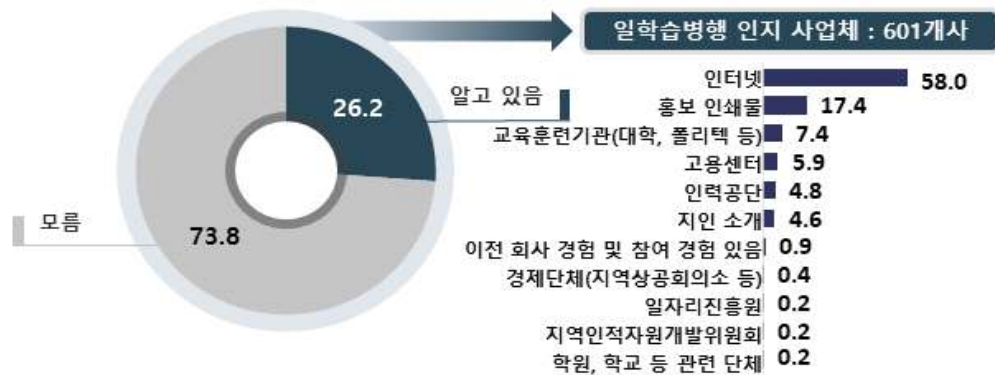 일학습병행 인지 사업체 : 601개사
알고 있음
26.2
모름
73.8
인터넷 58.0
홍보 인쇄물 17.4
교육훈련기관(대학, 폴리텍 등) 7.4
고용센터 5.9
인력공단 4.8
지인 소개 4.6
이전 회사 경험 및 참여 경험 있음 0.9
경제단체(지역상공회의소 등) 0.4
일자리진흥원 0.2
지역인적자원개발위원회 0.2
학원, 학교 등 관련 단체 0.2